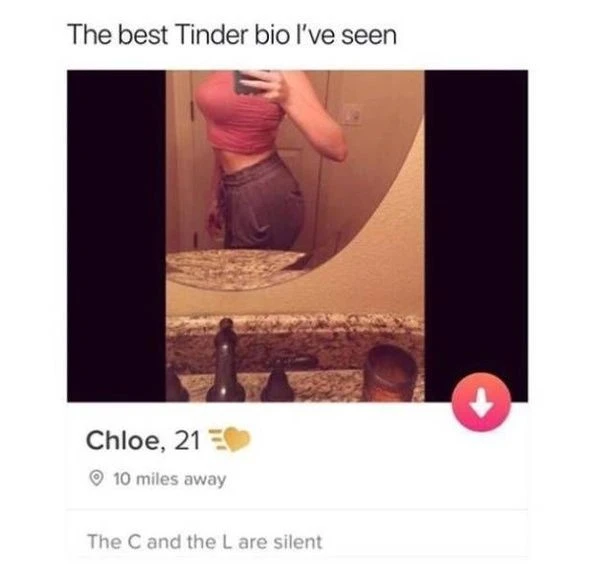 The best Tinder bio I've seen
Chloe, 21
10 miles away
The C and the L are silent